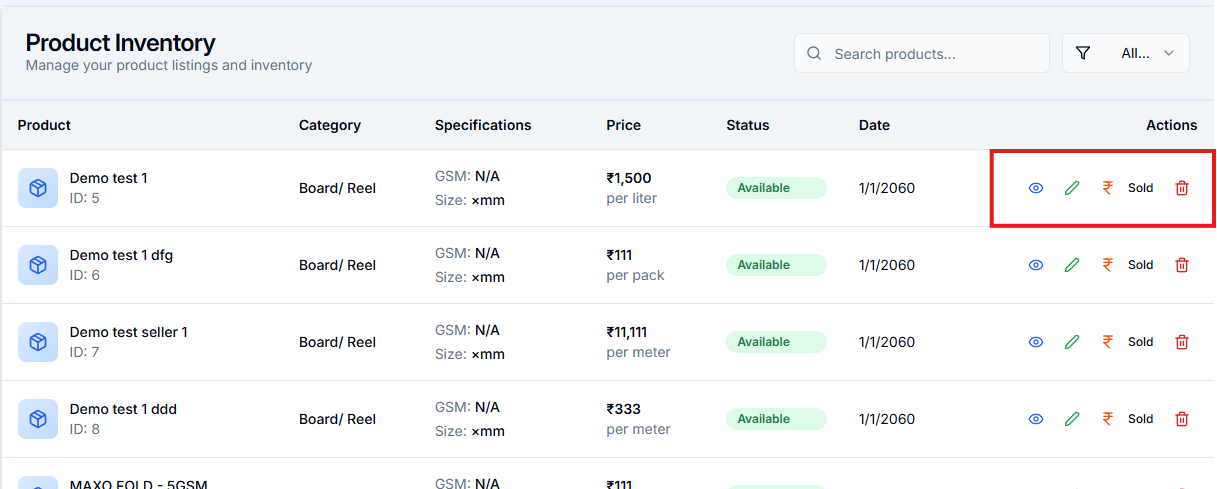 Product Inventory
Manage your product listings and inventory
Search products...
All...
Product Category Specifications Price Status Date Actions
Demo test 1
ID: 5
Board/ Reel
GSM: N/A
Size: ×mm
₹1,500
per liter
Available
1/1/2060
₹ Sold
Demo test 1 dfg
ID: 6
Board/ Reel
GSM: N/A
Size: ×mm
₹111
per pack
Available
1/1/2060
₹ Sold
Demo test seller 1
ID: 7
Board/ Reel
GSM: N/A
Size: ×mm
₹11,111
per meter
Available
1/1/2060
₹ Sold
Demo test 1 ddd
ID: 8
Board/ Reel
GSM: N/A
Size: ×mm
₹333
per meter
Available
1/1/2060
₹ Sold
MAXO FOLD - 5GSM
GSM: N/A
₹111